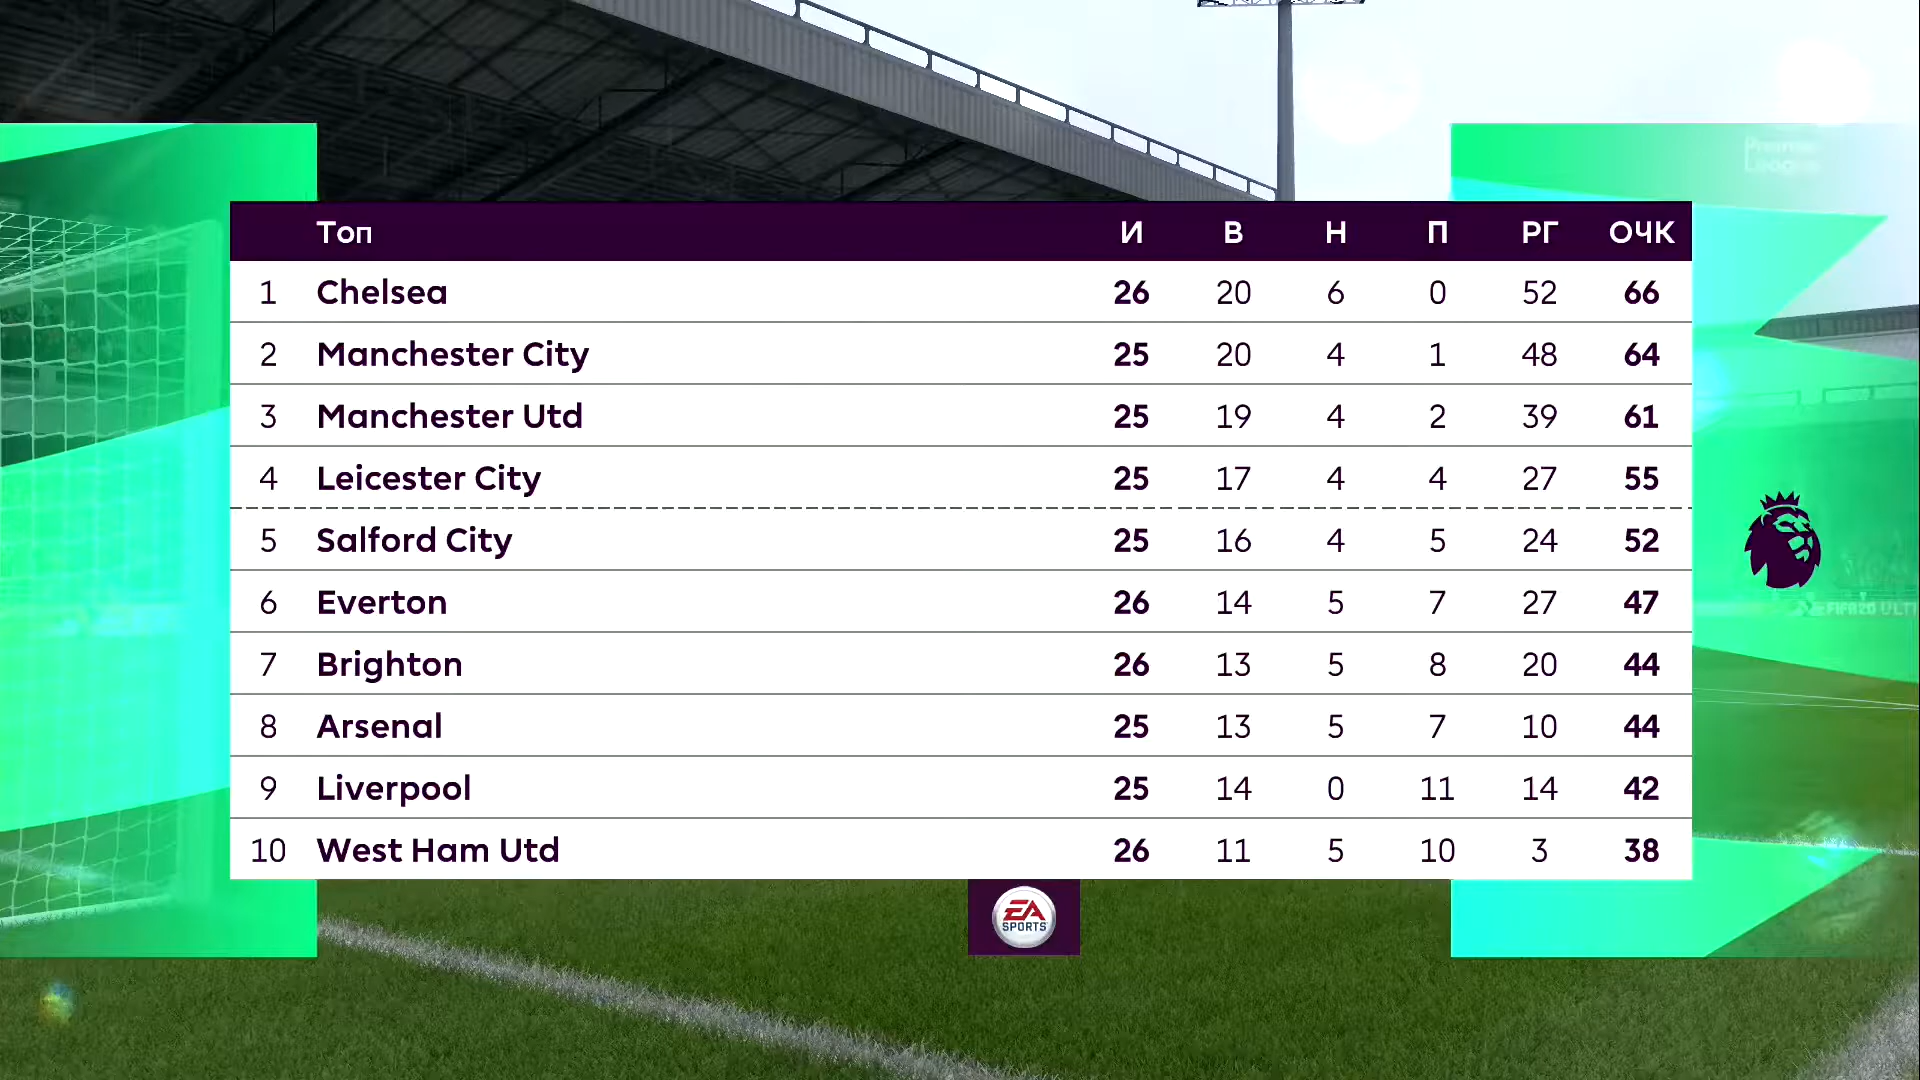 Premier
League
Топ И В Н П РГ ОЧК
1 Chelsea 26 20 6 0 52 66
2 Manchester City 25 20 4 1 48 64
3 Manchester Utd 25 19 4 2 39 61
4 Leicester City 25 17 4 4 27 55
5 Salford City 25 16 4 5 24 52
6 Everton 26 14 5 7 27 47
FIFA20 ULTI
7 Brighton 26 13 5 8 20 44
8 Arsenal 25 13 5 7 10 44
9 Liverpool 25 14 0 11 14 42
10 West Ham Utd 26 11 5 10 3 38
EA
SPORTS